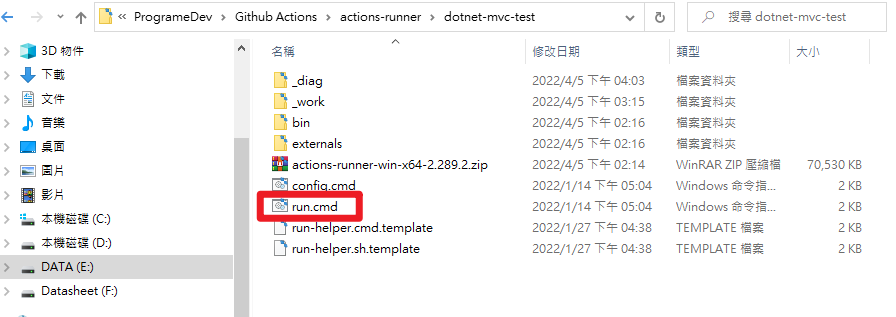 « ProgrameDev › Github Actions › actions-runner › dotnet-mvc-test
搜尋 dotnet-mvc-test
3D 物件
下載
文件
音樂
桌面
圖片
影片
本機磁碟 (C:)
本機磁碟 (D:)
DATA (E:)
Datasheet (F:)
名稱 修改日期 類型 大小
_diag 2022/4/5 下午 04:03 檔案資料夾
_work 2022/4/5 下午 03:15 檔案資料夾
bin 2022/4/5 下午 02:16 檔案資料夾
externals 2022/4/5 下午 02:16 檔案資料夾
actions-runner-win-x64-2.289.2.zip 2022/4/5 下午 02:14 WinRAR ZIP 壓縮檔 70,530 KB
config.cmd 2022/1/14 下午 05:04 Windows 命令指... 2 KB
run.cmd 2022/1/14 下午 05:04 Windows 命令指... 2 KB
run-helper.cmd.template 2022/1/27 下午 04:38 TEMPLATE 檔案 2 KB
run-helper.sh.template 2022/1/27 下午 04:38 TEMPLATE 檔案 2 KB